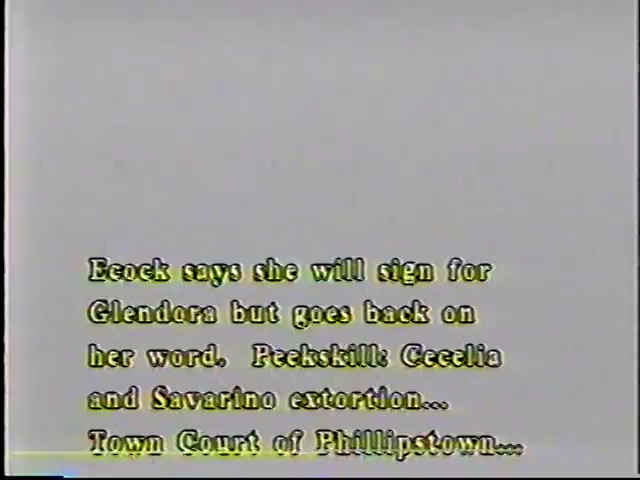 Ecock says she will sign for
Glendora but goes back on
her word. Peekskill: Cecelia
and Savarino extortion...
Town Court of Phillipstown...